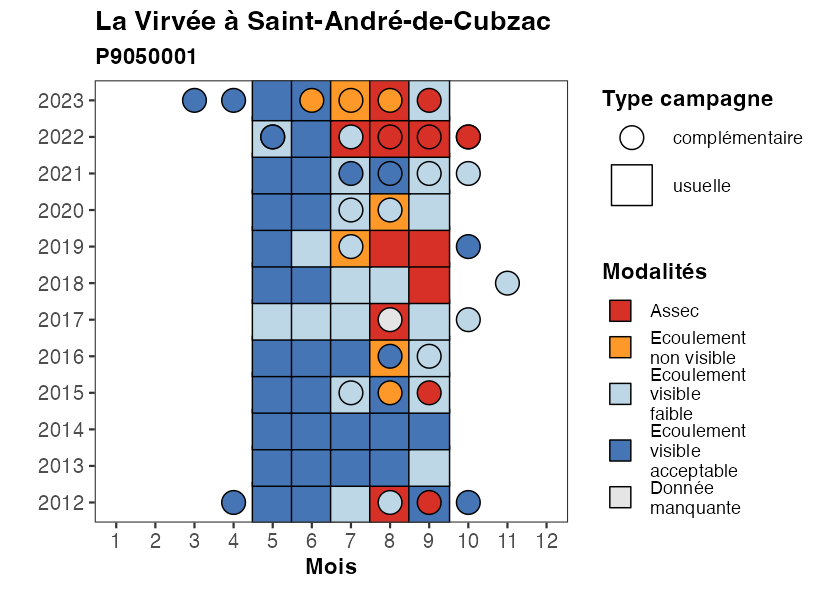 La Virvée à Saint-André-de-Cubzac
P9050001
2023
2022
2021
2020
2019
2018
2017
2016
2015
2014
2013
2012
1 2 3 4 5 6 7 8 9 10 11 12
Mois
Type campagne
complémentaire
usuelle
Modalités
Assec
Ecoulement
non visible
Ecoulement
visible
faible
Ecoulement
visible
acceptable
Donnée
manquante